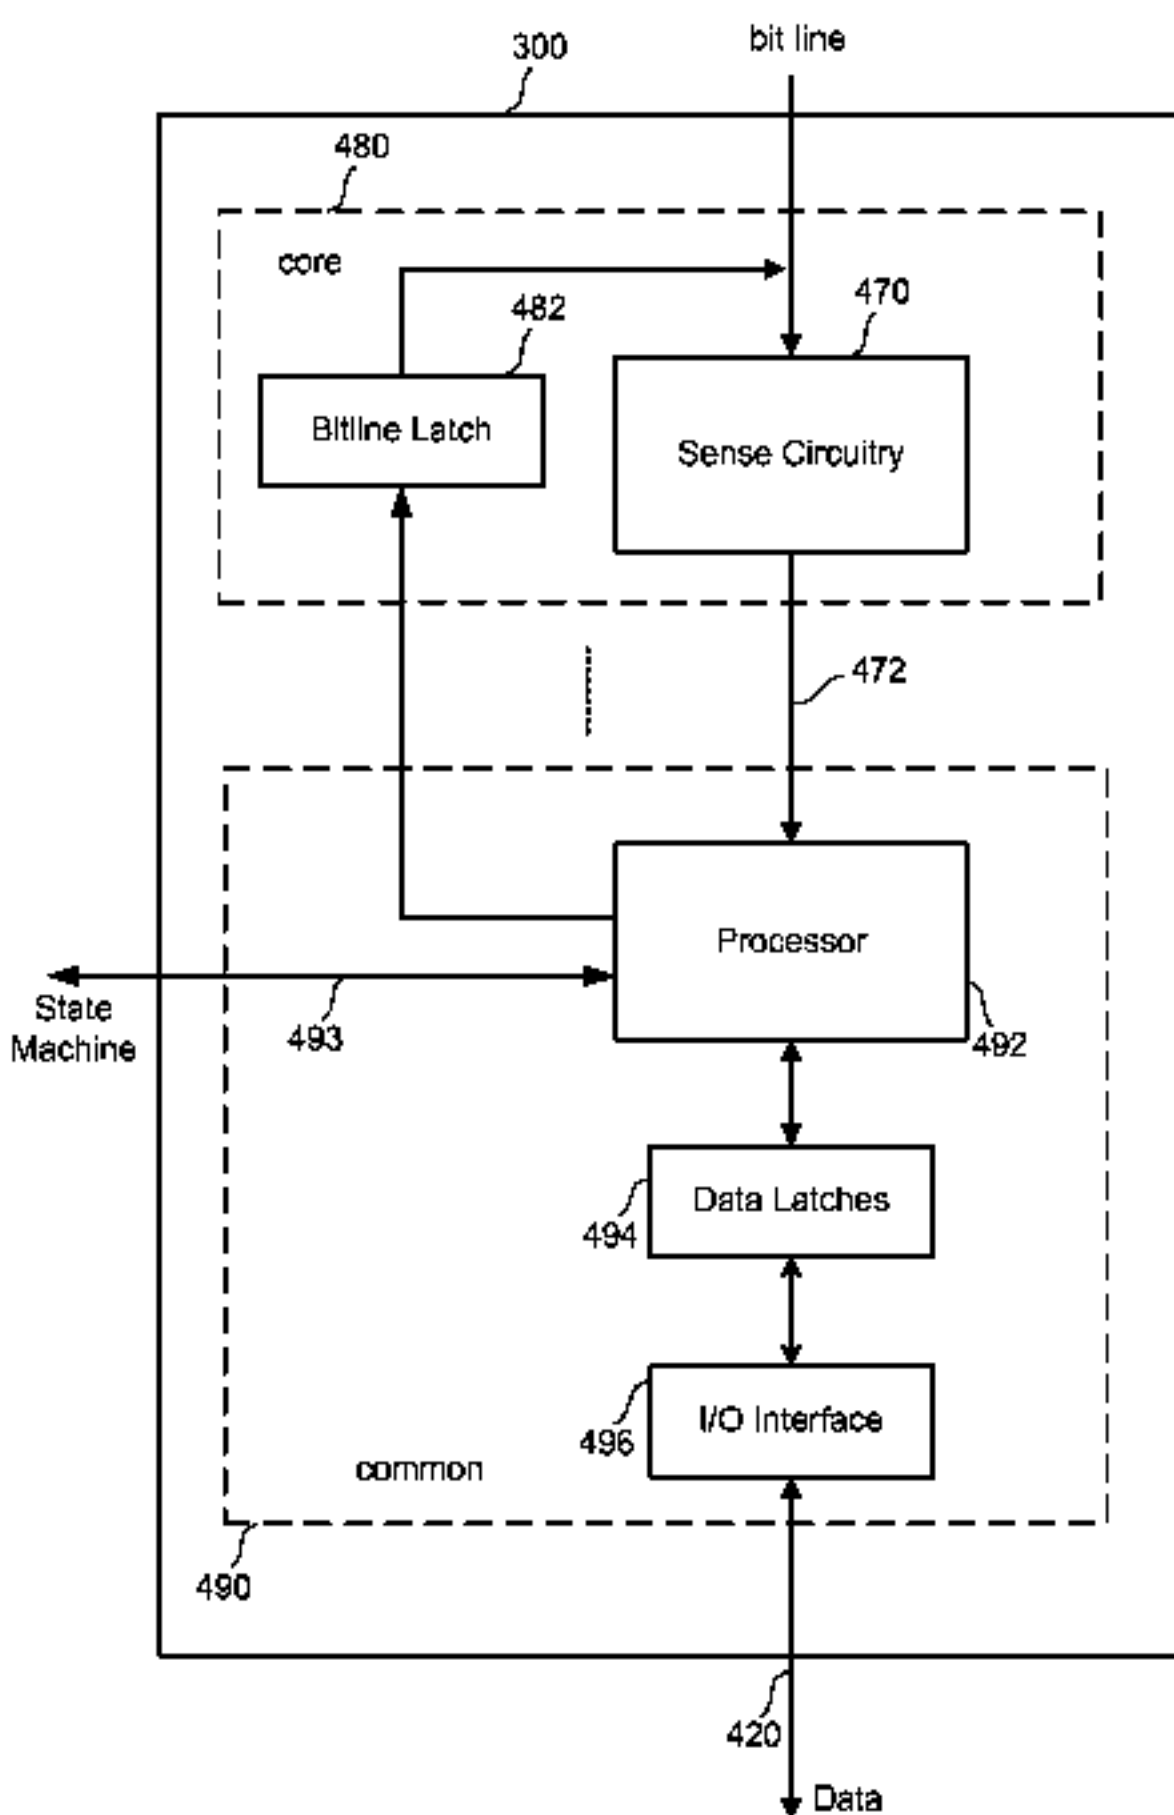 300
bit line
480
core
482
470
Bitline Latch
Sense Circuitry
472
Processor
State
Machine
493
492
Data Latches
494
I/O Interface
496
common
490
420
Data